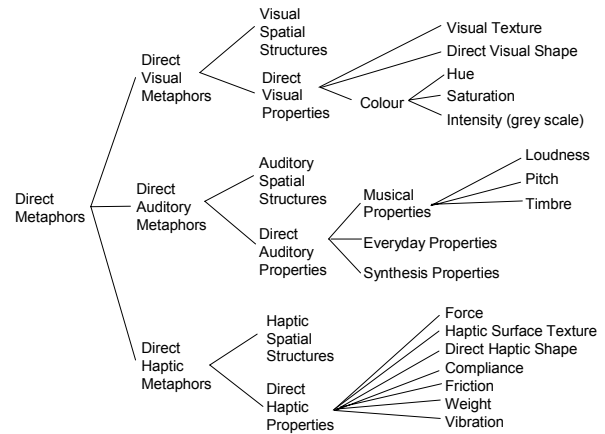 Direct
Metaphors
Direct
Visual
Metaphors
Visual
Spatial
Structures
Direct
Visual
Properties
Visual Texture
Direct Visual Shape
Colour
Hue
Saturation
Intensity (grey scale)
Direct
Auditory
Metaphors
Auditory
Spatial
Structures
Direct
Auditory
Properties
Musical
Properties
Loudness
Pitch
Timbre
Everyday Properties
Synthesis Properties
Direct
Haptic
Metaphors
Haptic
Spatial
Structures
Direct
Haptic
Properties
Force
Haptic Surface Texture
Direct Haptic Shape
Compliance
Friction
Weight
Vibration